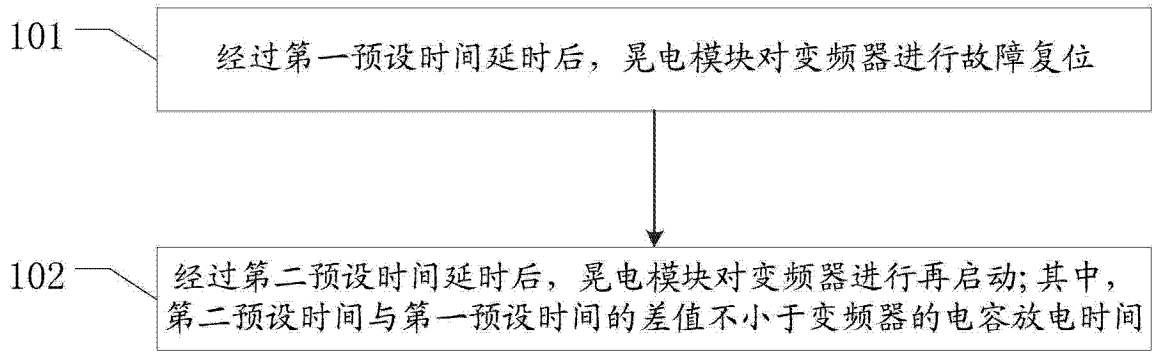 101
经过第一预设时间延时后，晃电模块对变频器进行故障复位
102
经过第二预设时间延时后，晃电模块对变频器进行再启动；其中，
第二预设时间与第一预设时间的差值不小于变频器的电容放电时间